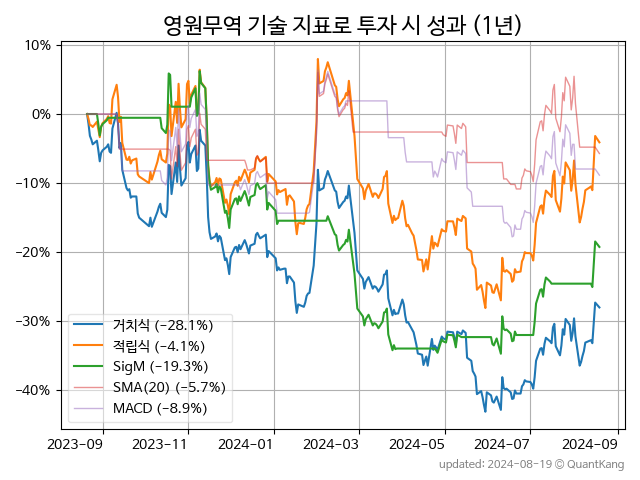 영원무역 기술 지표로 투자 시 성과 (1년)
10%
0%
−10%
−20%
−30%
−40%
거치식 (−28.1%)
적립식 (−4.1%)
SigM (−19.3%)
SMA(20) (−5.7%)
MACD (−8.9%)
2023-09 2023-11 2024-01 2024-03 2024-05 2024-07 2024-09
updated: 2024-08-19 © QuantKang